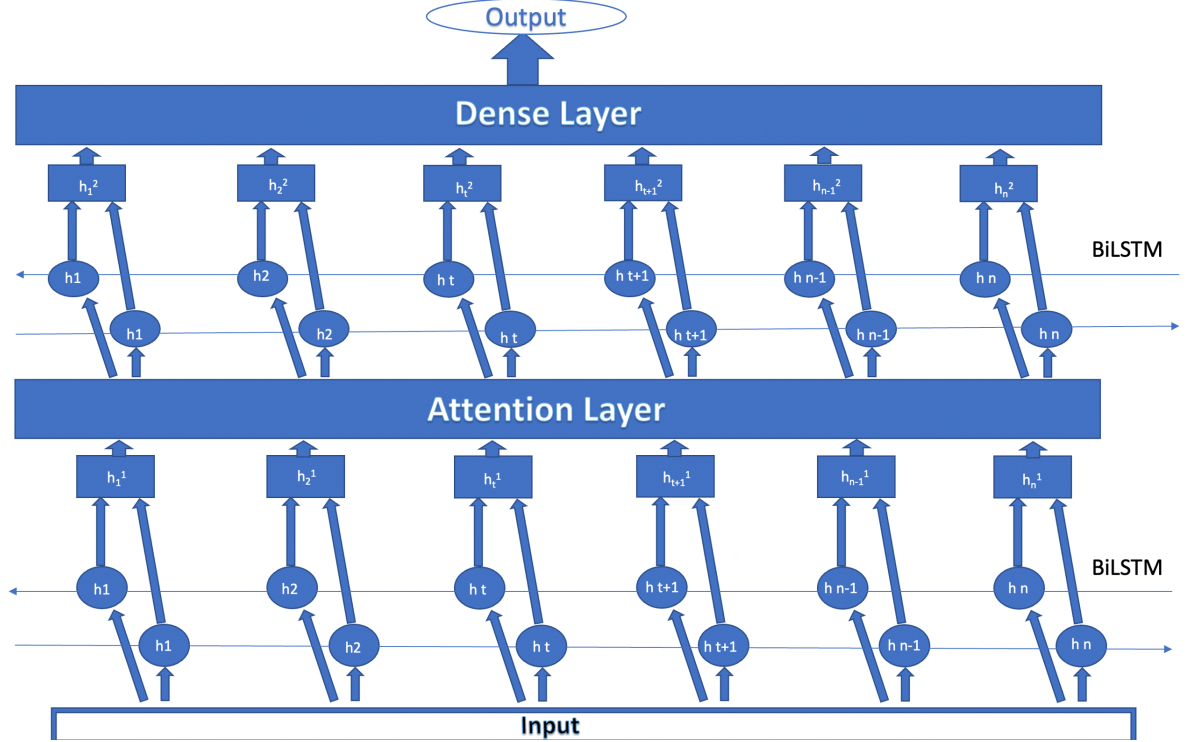 Output
Dense Layer
h₁² h₂² hₜ² hₜ₊₁² hₙ₋₁² hₙ²
BiLSTM
h1 h2 h t h t+1 h n-1 h n
h1 h2 h t h t+1 h n-1 h n
Attention Layer
h₁¹ h₂¹ hₜ¹ hₜ₊₁¹ hₙ₋₁¹ hₙ¹
BiLSTM
h1 h2 h t h t+1 h n-1 h n
h1 h2 h t h t+1 h n-1 h n
Input